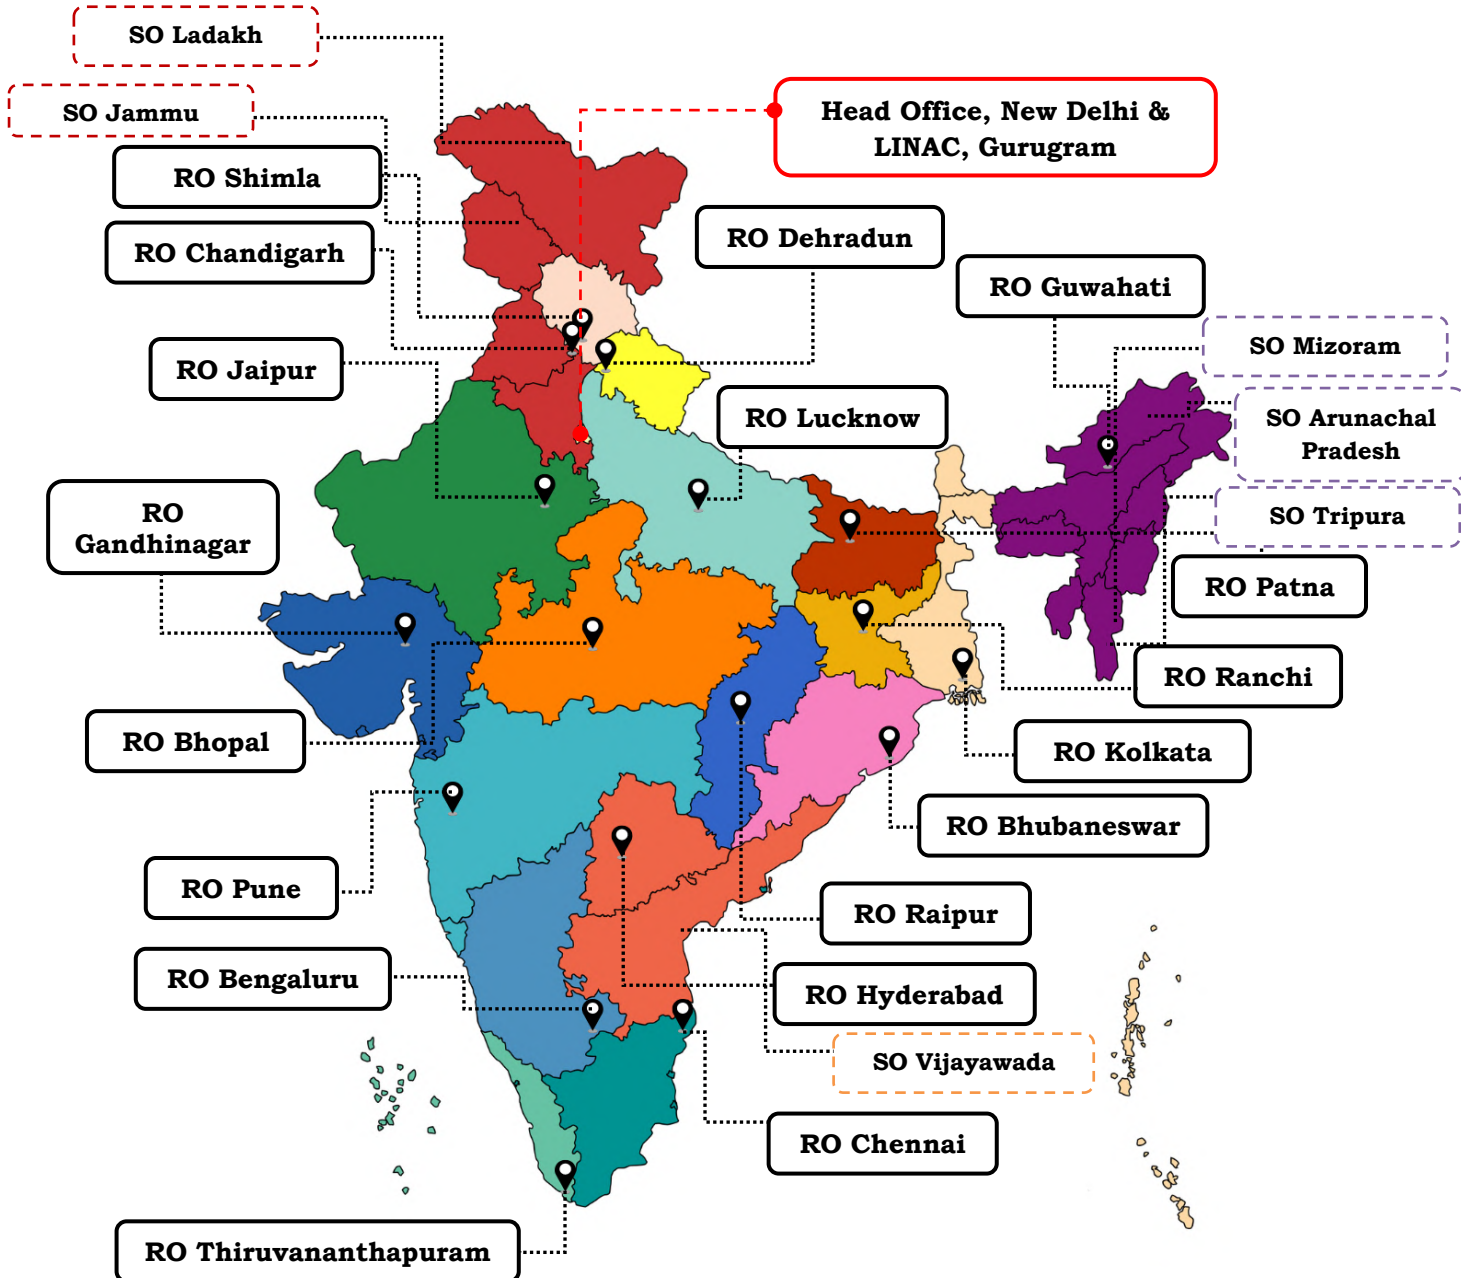 SO Ladakh
SO Jammu
Head Office, New Delhi &
LINAC, Gurugram
RO Shimla
RO Chandigarh
RO Dehradun
RO Guwahati
SO Mizoram
RO Jaipur
RO Lucknow
SO Arunachal
Pradesh
RO
Gandhinagar
SO Tripura
RO Patna
RO Ranchi
RO Bhopal
RO Kolkata
RO Bhubaneswar
RO Pune
RO Raipur
RO Bengaluru
RO Hyderabad
SO Vijayawada
RO Chennai
RO Thiruvananthapuram